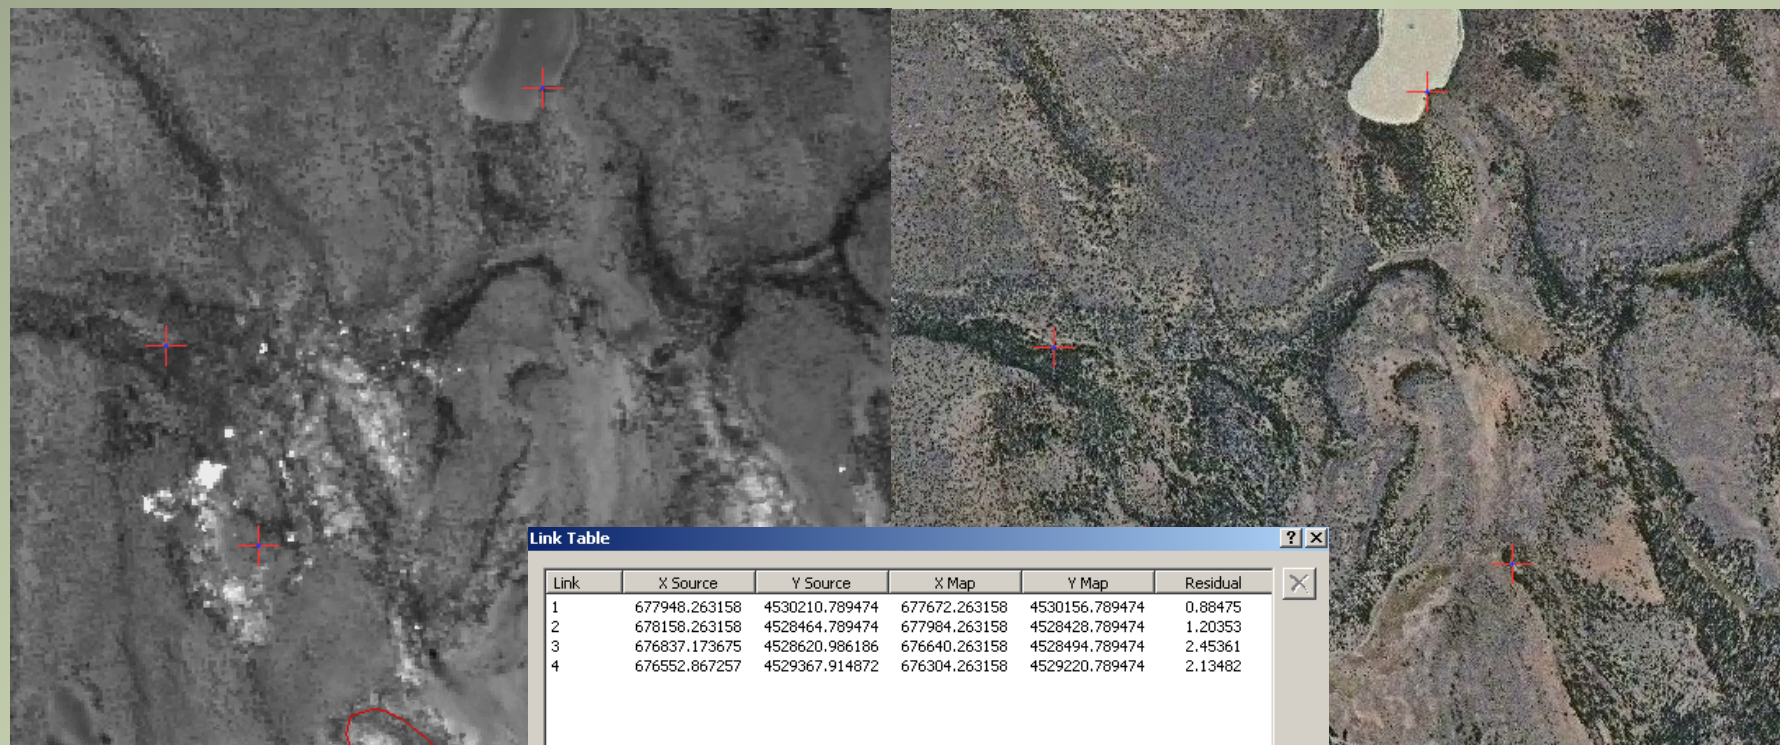 Link Table
Link X Source Y Source X Map Y Map Residual
1 677948.263158 4530210.789474 677672.263158 4530156.789474 0.88475
2 678158.263158 4528464.789474 677984.263158 4528428.789474 1.20353
3 676837.173675 4528620.986186 676640.263158 4528494.789474 2.45361
4 676552.867257 4529367.914872 676304.263158 4529220.789474 2.13482